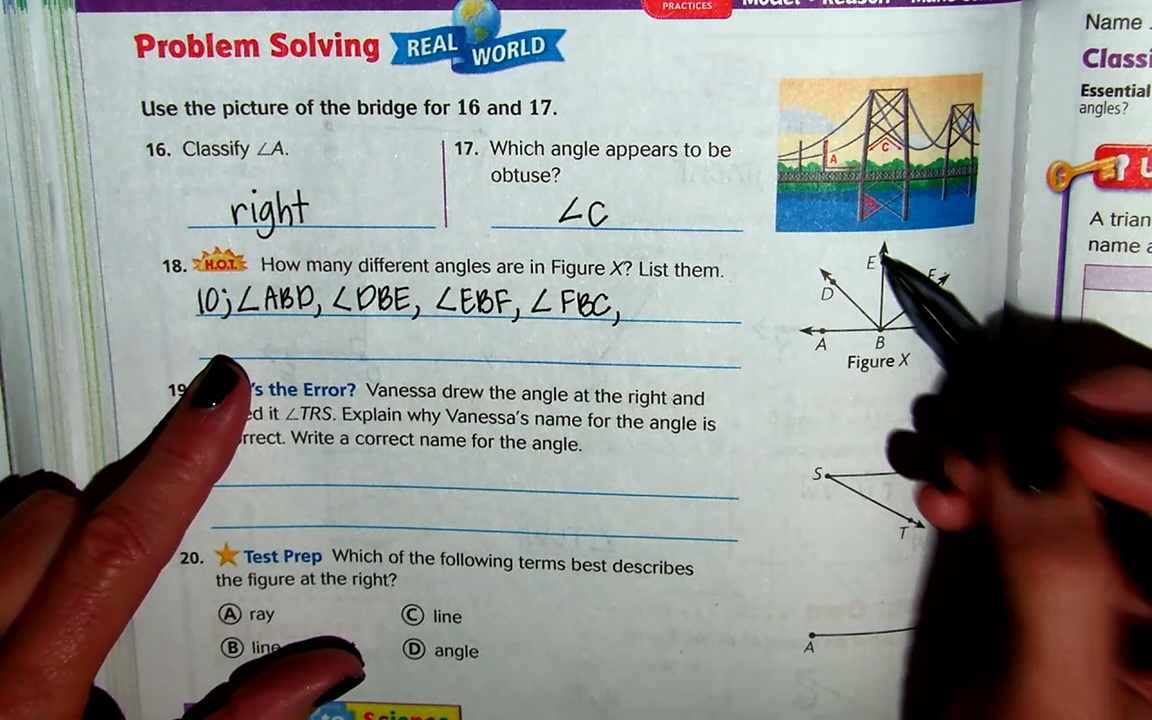 PRACTICES
Problem Solving REAL WORLD
Name
Classi
Essential
angles?
Use the picture of the bridge for 16 and 17.
16. Classify ∠A.
right
17. Which angle appears to be
obtuse?
∠C
A
C
18. H.O.T. How many different angles are in Figure X? List them.
10; ∠ABD, ∠DBE, ∠EBF, ∠FBC,
E
D
A
B
Figure X
A trian
name a
's the Error? Vanessa drew the angle at the right and
it ∠TRS. Explain why Vanessa's name for the angle is
Write a correct name for the angle.
S
T
20. Test Prep Which of the following terms best describes
the figure at the right?
A ray
C line
B
D angle
A